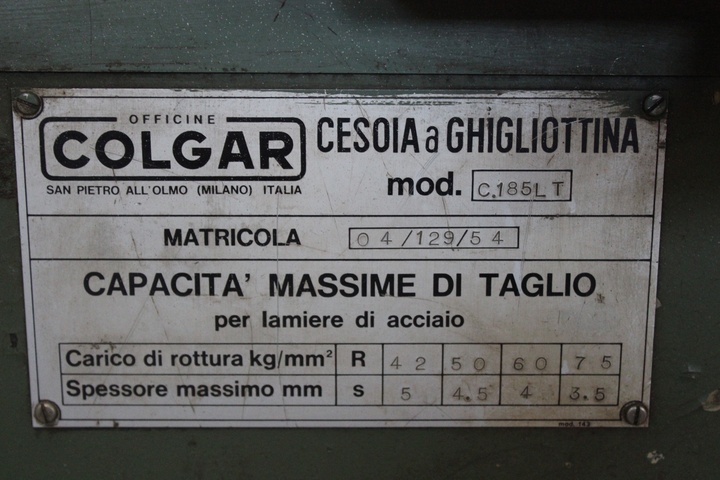 OFFICINE
COLGAR
SAN PIETRO ALL'OLMO (MILANO) ITALIA
CESOIA a GHIGLIOTTINA
mod. C.185LT
MATRICOLA 04/129/54
CAPACITA' MASSIME DI TAGLIO
per lamiere di acciaio
Carico di rottura kg/mm² R 42 50 60 75
Spessore massimo mm s 5 4.5 4 3.5
mod. 143